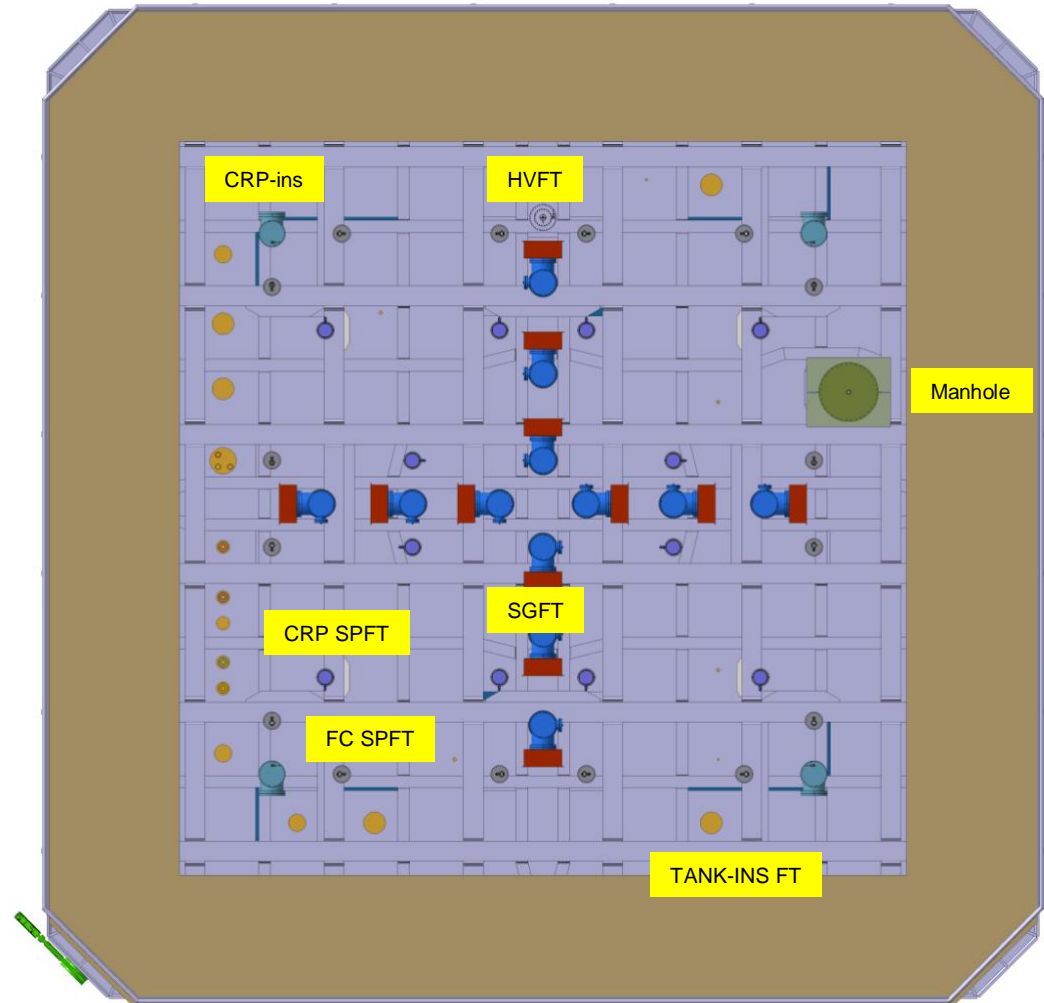 CRP-ins
HVFT
Manhole
SGFT
CRP SPFT
FC SPFT
TANK-INS FT